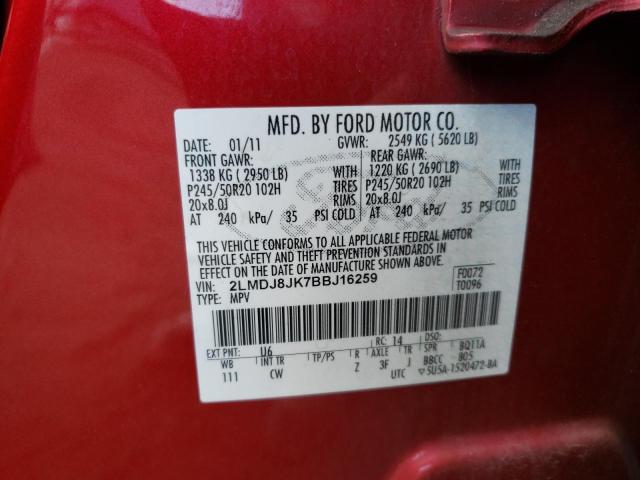 MFD. BY FORD MOTOR CO.
DATE: 01/11 GVWR: 2549 KG ( 5620 LB)
FRONT GAWR: REAR GAWR:
1338 KG ( 2950 LB) 1220 KG ( 2690 LB)
P245/50R20 102H TIRES P245/50R20 102H TIRES
20x8.0J RIMS 20x8.0J RIMS
AT 240 kPa/ 35 PSI COLD AT 240 kPa/ 35 PSI COLD
THIS VEHICLE CONFORMS TO ALL APPLICABLE FEDERAL MOTOR
VEHICLE SAFETY AND THEFT PREVENTION STANDARDS IN
EFFECT ON THE DATE OF MANUFACTURE SHOWN ABOVE.
VIN: 2LMDJ8JK7BBJ16259 F0072
TYPE: MPV T0096
EXT PNT: U6 RC: 14 DSO:
WB INT TR TP/PS R AXLE TR SPR BQ11A
111 CW Z 3F J BBCC B05
UTC 5U5A-1520472-BA